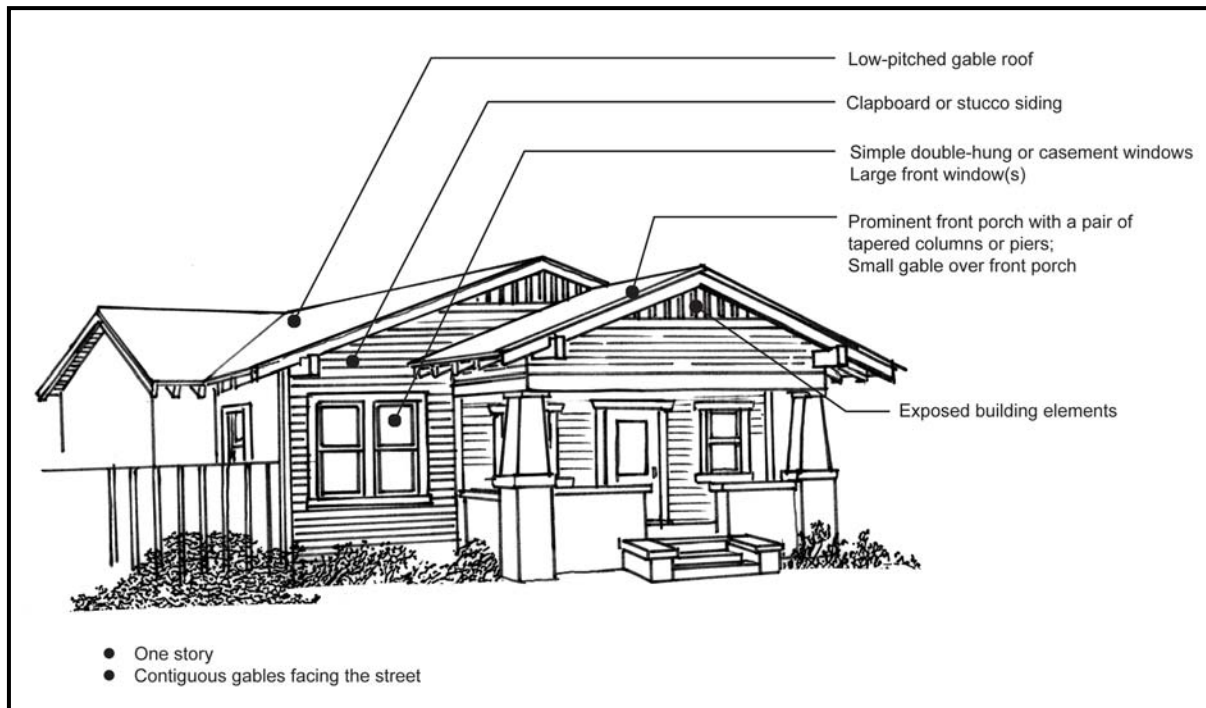 Low-pitched gable roof
Clapboard or stucco siding
Simple double-hung or casement windows
Large front window(s)
Prominent front porch with a pair of
tapered columns or piers;
Small gable over front porch
Exposed building elements
● One story
● Contiguous gables facing the street